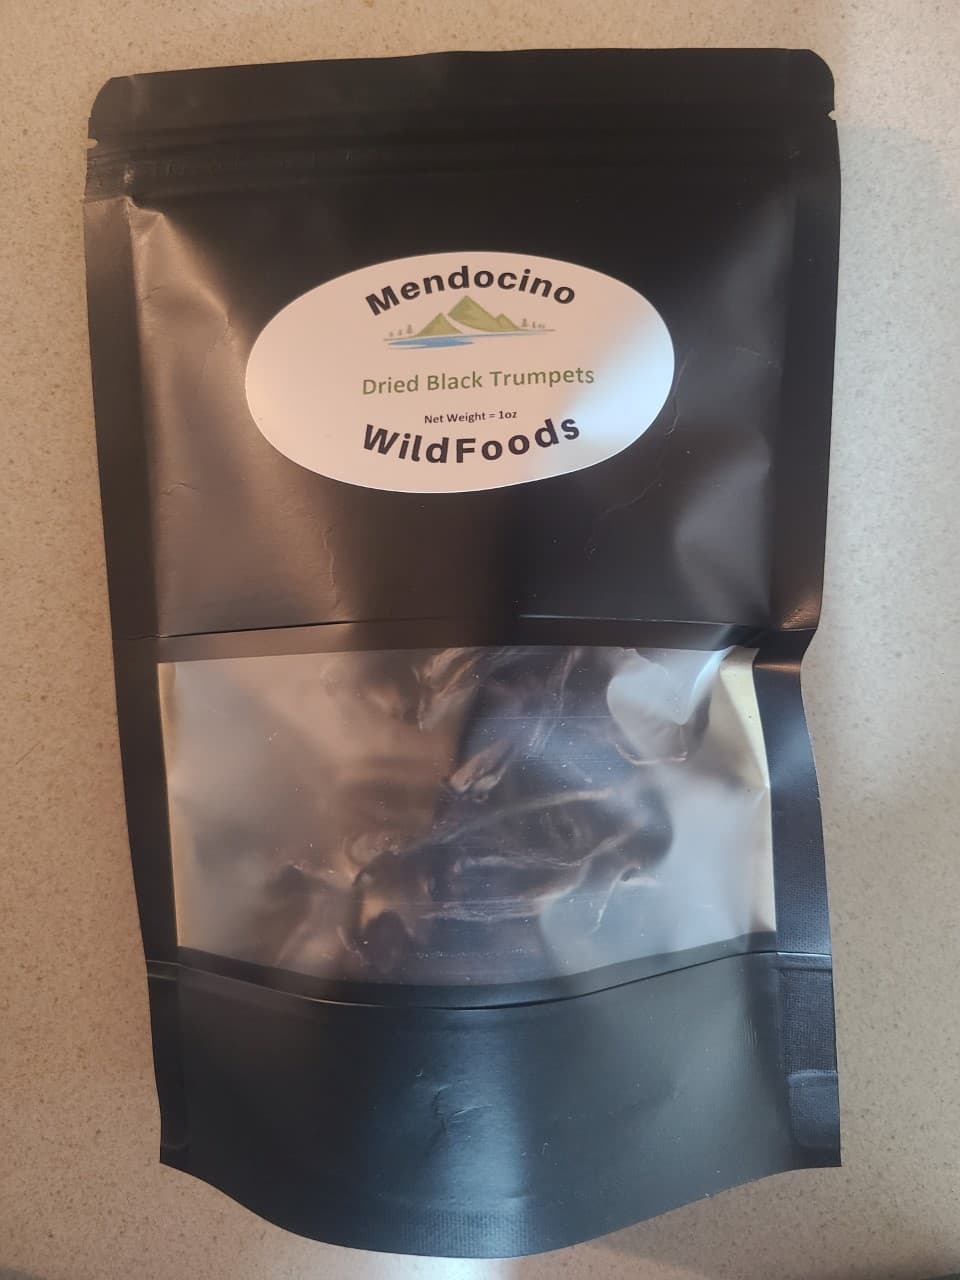 Mendocino
Dried Black Trumpets
Net Weight = 1oz
WildFoods